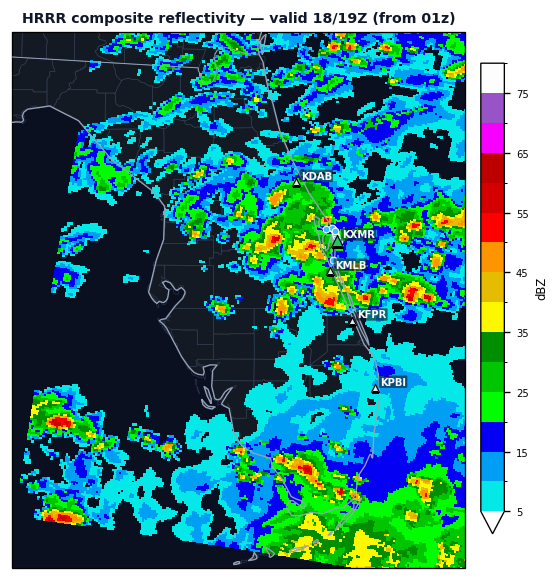 HRRR composite reflectivity — valid 18/19Z (from 01z)
KDAB
KXMR
KMLB
KFPR
KPBI
75
65
55
45
35
25
15
5
dBZ